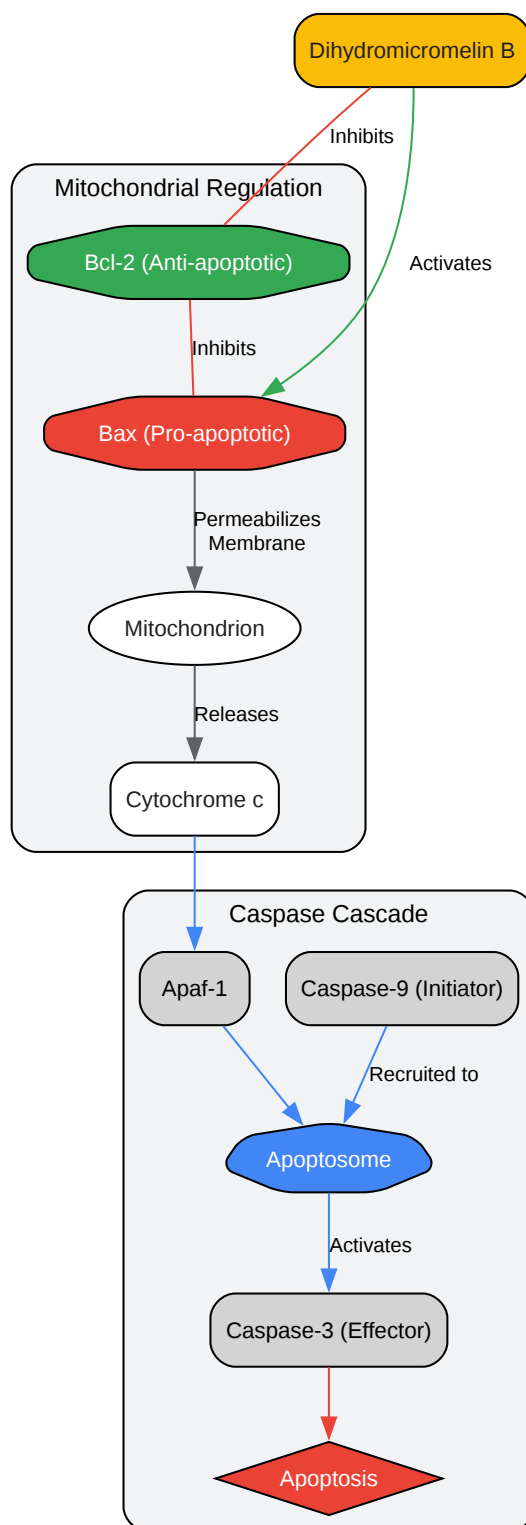 Dihydromicromelin B
Inhibits
Mitochondrial Regulation
Bcl-2 (Anti-apoptotic)
Activates
Inhibits
Bax (Pro-apoptotic)
Permeabilizes
Membrane
Mitochondrion
Releases
Cytochrome c
Caspase Cascade
Apaf-1
Caspase-9 (Initiator)
Recruited to
Apoptosome
Activates
Caspase-3 (Effector)
Apoptosis